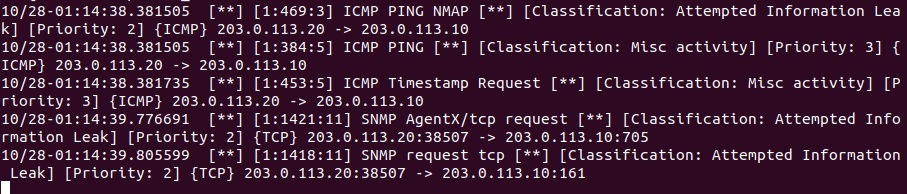 10/28-01:14:38.381505  [**] [1:469:3] ICMP PING NMAP [**] [Classification: Attempted Information Lea
k] [Priority: 2] {ICMP} 203.0.113.20 -> 203.0.113.10
10/28-01:14:38.381505  [**] [1:384:5] ICMP PING [**] [Classification: Misc activity] [Priority: 3] {
ICMP} 203.0.113.20 -> 203.0.113.10
10/28-01:14:38.381735  [**] [1:453:5] ICMP Timestamp Request [**] [Classification: Misc activity] [P
riority: 3] {ICMP} 203.0.113.20 -> 203.0.113.10
10/28-01:14:39.776691  [**] [1:1421:11] SNMP AgentX/tcp request [**] [Classification: Attempted Info
rmation Leak] [Priority: 2] {TCP} 203.0.113.20:38507 -> 203.0.113.10:705
10/28-01:14:39.805599  [**] [1:1418:11] SNMP request tcp [**] [Classification: Attempted Information
 Leak] [Priority: 2] {TCP} 203.0.113.20:38507 -> 203.0.113.10:161